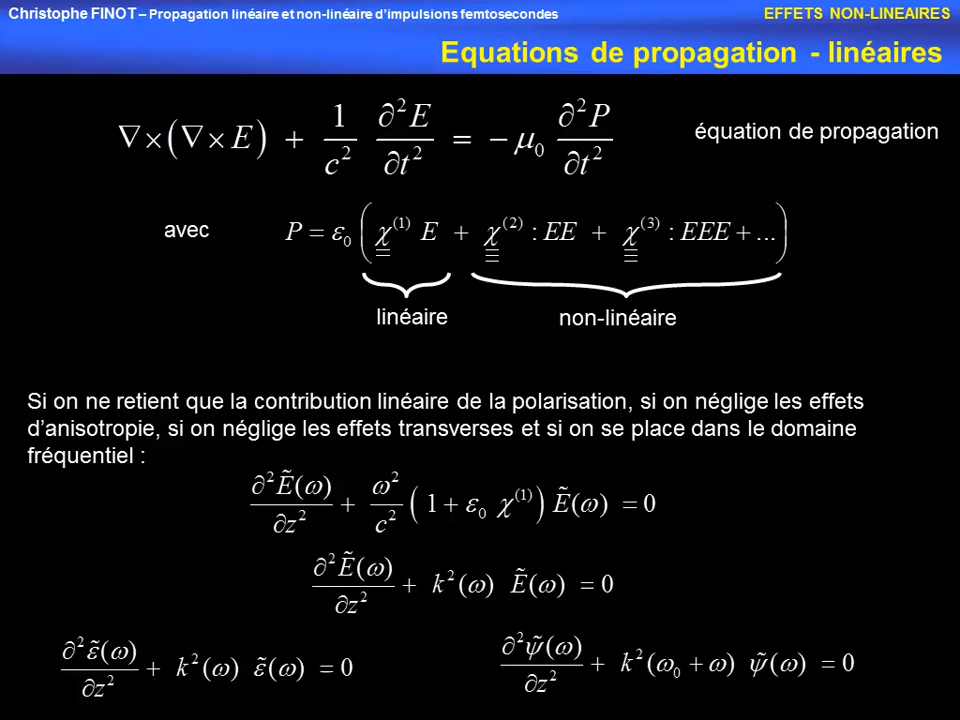 Christophe FINOT – Propagation linéaire et non-linéaire d'impulsions femtosecondes EFFETS NON-LINEAIRES
Equations de propagation - linéaires
∇×(∇×E) + 1/c² ∂²E/∂t² = −μ₀ ∂²P/∂t² équation de propagation
avec P = ε₀ ( χ⁽¹⁾ E + χ⁽²⁾ : EE + χ⁽³⁾ : EEE + ... )
linéaire non-linéaire
Si on ne retient que la contribution linéaire de la polarisation, si on néglige les effets
d'anisotropie, si on néglige les effets transverses et si on se place dans le domaine
fréquentiel :
∂²Ẽ(ω)/∂z² + ω²/c² ( 1 + ε₀ χ⁽¹⁾ ) Ẽ(ω) = 0
∂²Ẽ(ω)/∂z² + k²(ω) Ẽ(ω) = 0
∂²ε̃(ω)/∂z² + k²(ω) ε̃(ω) = 0 ∂²ψ̃(ω)/∂z² + k²(ω₀ + ω) ψ̃(ω) = 0